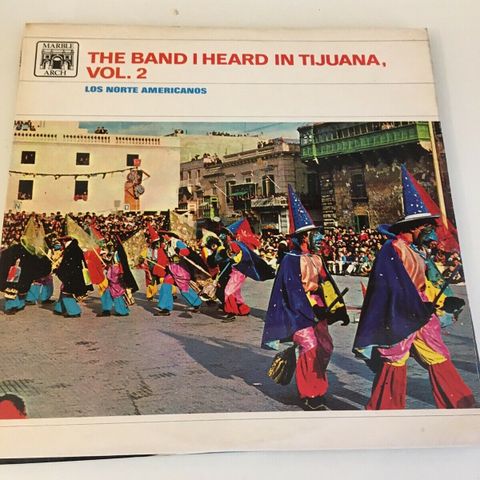 MARBLE
ARCH
THE BAND I HEARD IN TIJUANA,
VOL. 2
LOS NORTE AMERICANOS